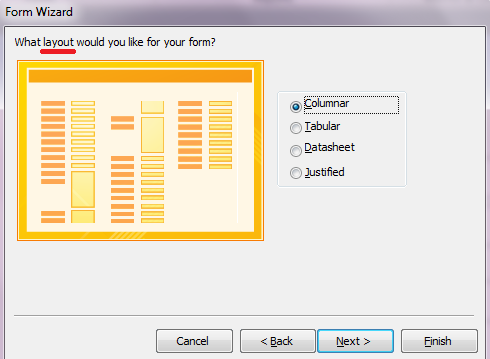 Form Wizard
What layout would you like for your form?
Columnar
Tabular
Datasheet
Justified
Cancel
< Back
Next >
Finish